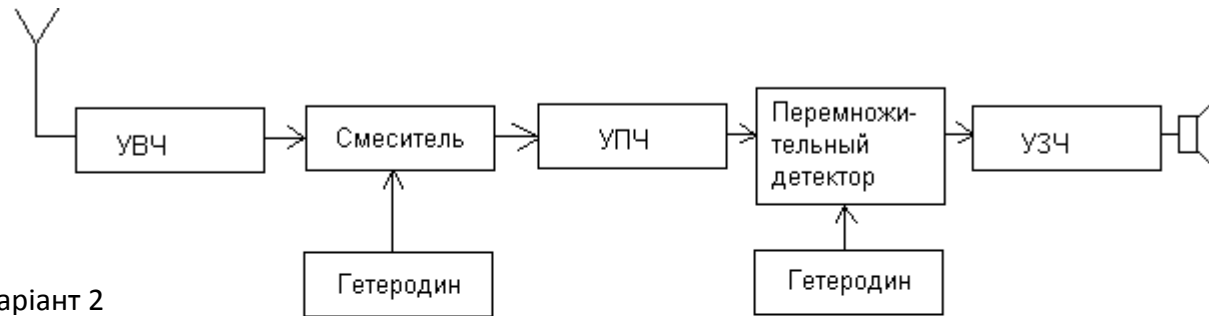 УВЧ
Смеситель
УПЧ
Перемножи-
тельный
детектор
УЗЧ
Гетеродин
Гетеродин
аріант 2